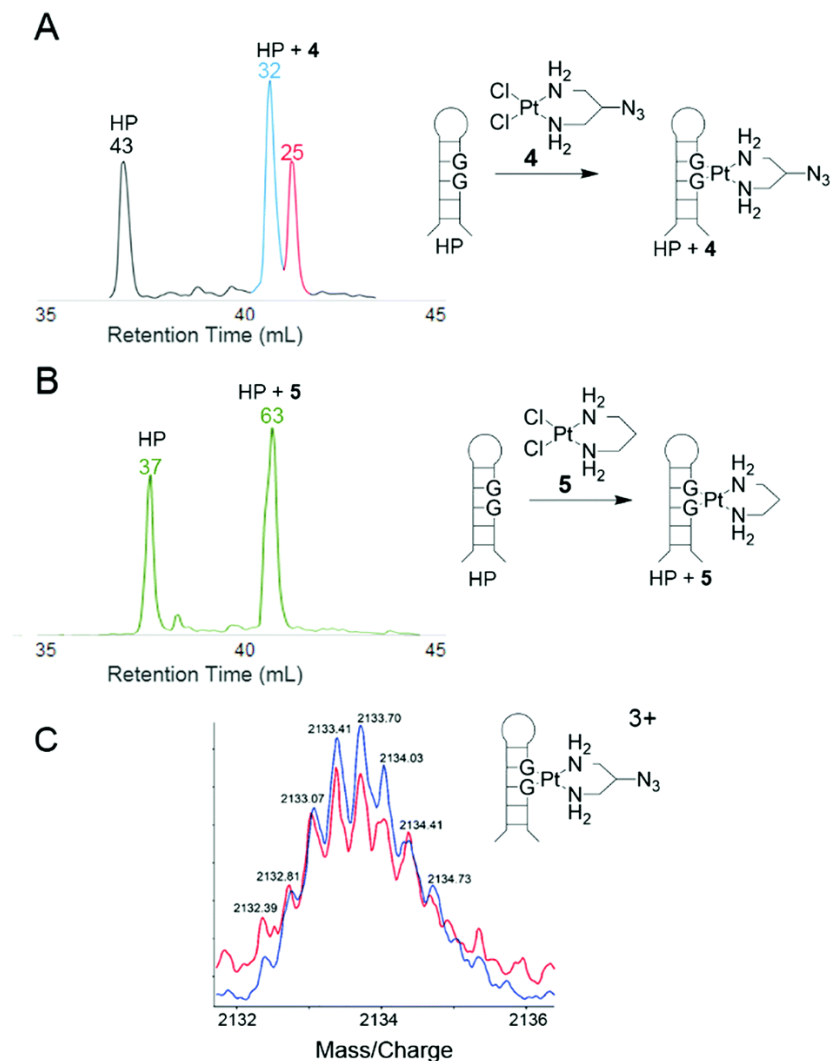 A
HP + 4
HP
43
32
25
35
40
45
Retention Time (mL)
G
G
HP
Cl
Cl
Pt
H2
N
N
H2
N3
4
G
G
Pt
H2
N
N
H2
N3
HP + 4
B
HP + 5
HP
37
63
35
40
45
Retention Time (mL)
G
G
HP
Cl
Cl
Pt
H2
N
N
H2
5
G
G
Pt
H2
N
N
H2
HP + 5
C
2132.39
2132.81
2133.07
2133.41
2133.70
2134.03
2134.41
2134.73
2132
2134
2136
Mass/Charge
G
G
Pt
H2
N
N
H2
N3
3+